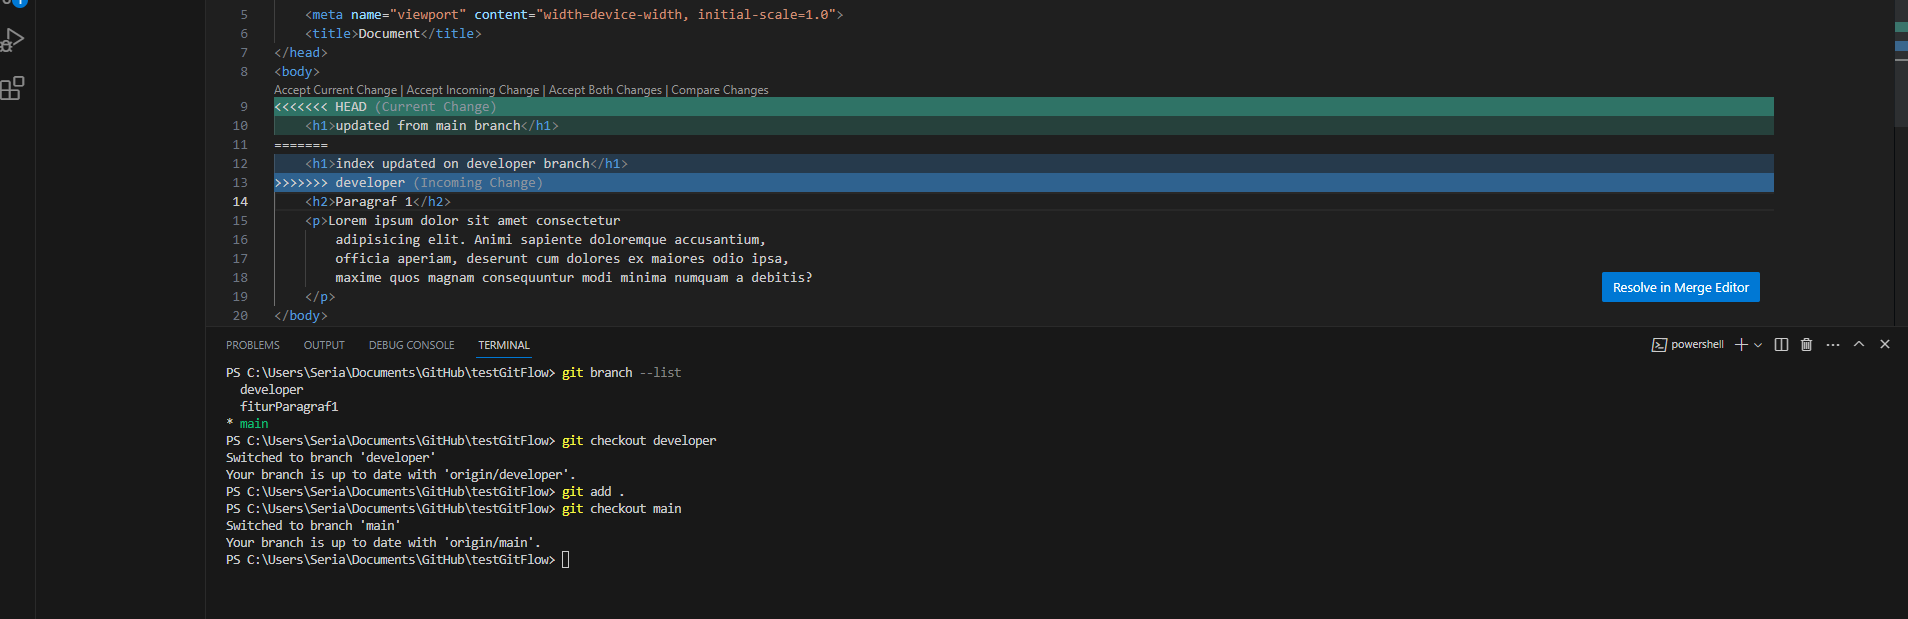 5     <meta name="viewport" content="width=device-width, initial-scale=1.0">
6     <title>Document</title>
7 </head>
8 <body>
Accept Current Change | Accept Incoming Change | Accept Both Changes | Compare Changes
9 <<<<<<< HEAD (Current Change)
10     <h1>updated from main branch</h1>
11 =======
12     <h1>index updated on developer branch</h1>
13 >>>>>>> developer (Incoming Change)
14     <h2>Paragraf 1</h2>
15     <p>Lorem ipsum dolor sit amet consectetur
16         adipisicing elit. Animi sapiente doloremque accusantium,
17         officia aperiam, deserunt cum dolores ex maiores odio ipsa,
18         maxime quos magnam consequuntur modi minima numquam a debitis?
19     </p>
20 </body>
Resolve in Merge Editor
PROBLEMS OUTPUT DEBUG CONSOLE TERMINAL
powershell
PS C:\Users\Seria\Documents\GitHub\testGitFlow> git branch --list
  developer
  fiturParagraf1
* main
PS C:\Users\Seria\Documents\GitHub\testGitFlow> git checkout developer
Switched to branch 'developer'
Your branch is up to date with 'origin/developer'.
PS C:\Users\Seria\Documents\GitHub\testGitFlow> git add .
PS C:\Users\Seria\Documents\GitHub\testGitFlow> git checkout main
Switched to branch 'main'
Your branch is up to date with 'origin/main'.
PS C:\Users\Seria\Documents\GitHub\testGitFlow>